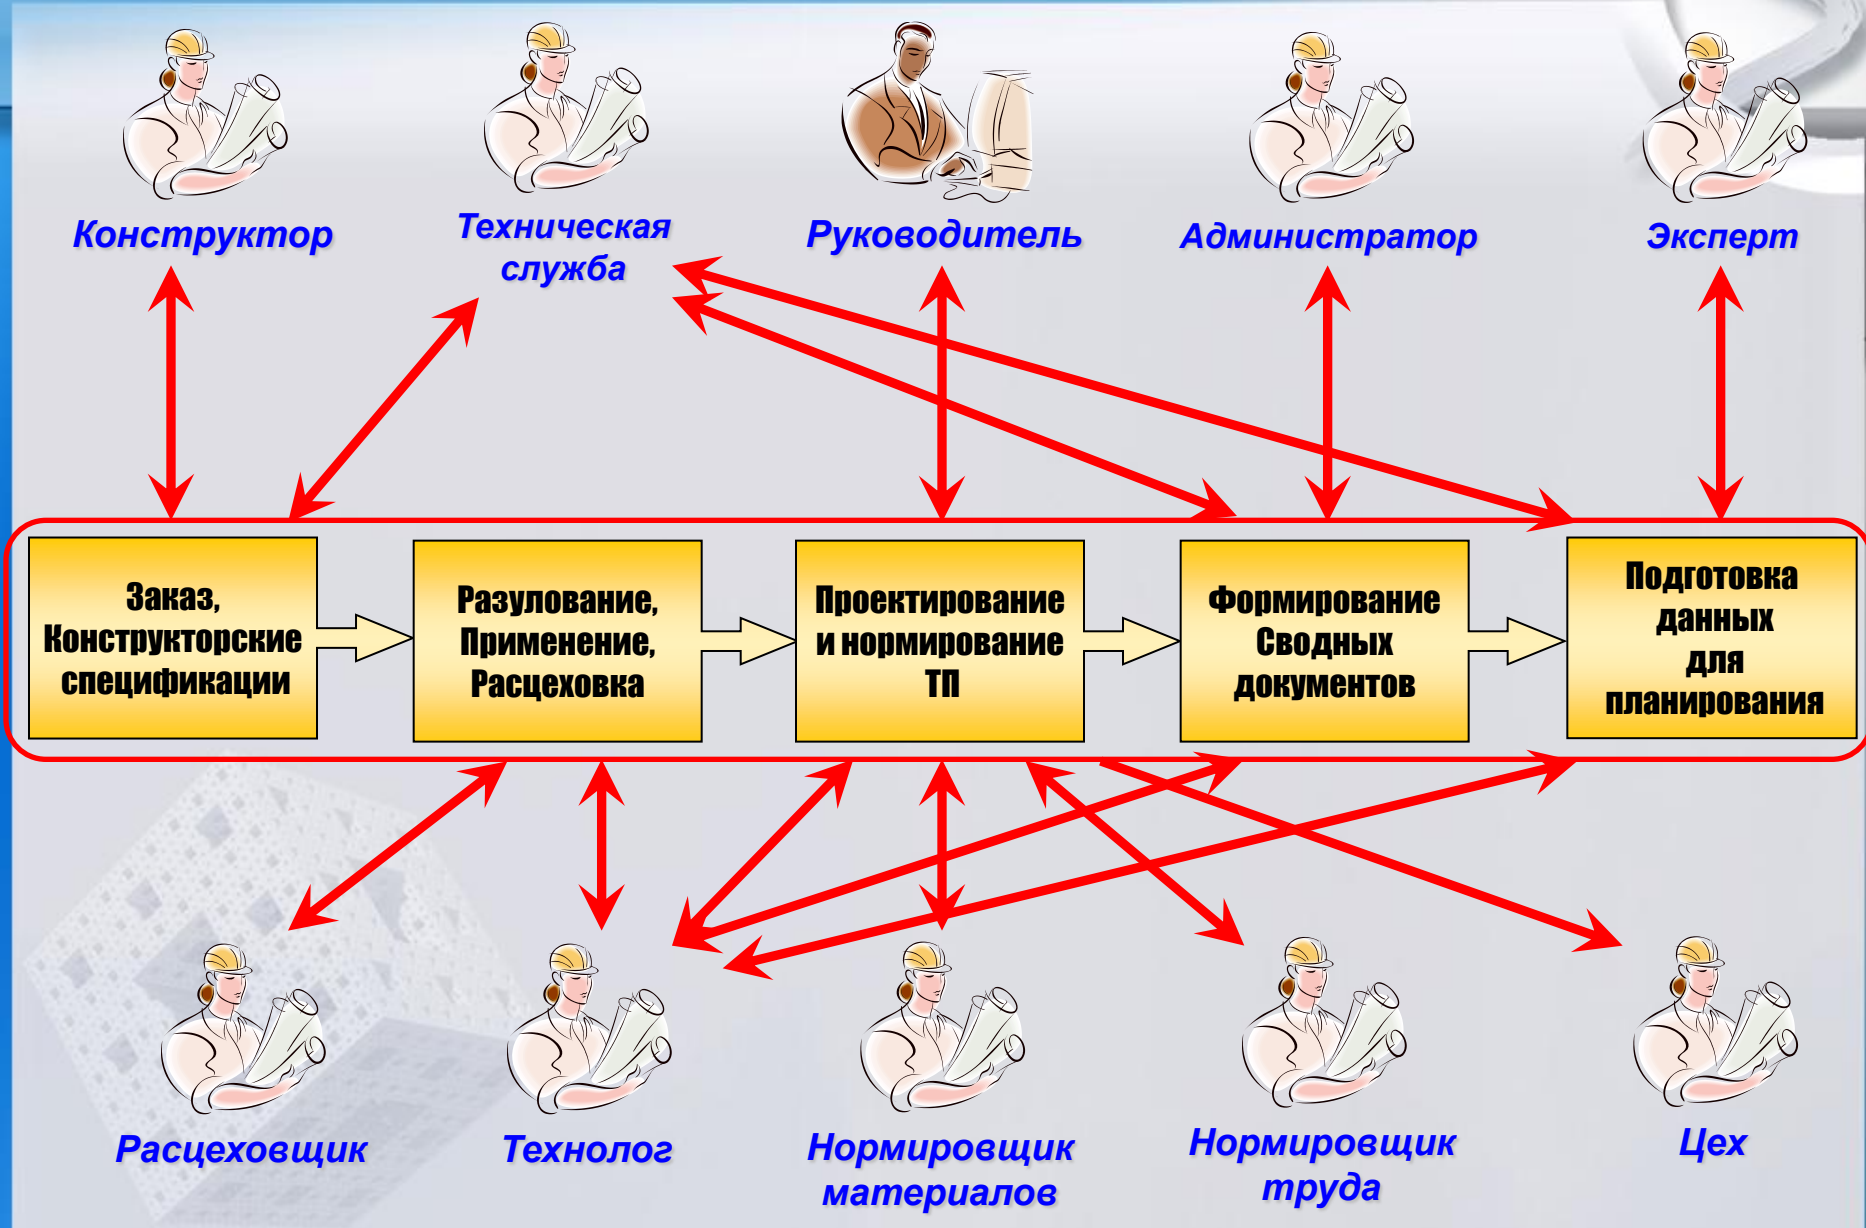 Конструктор
Техническая
служба
Руководитель
Администратор
Эксперт
Заказ,
Конструкторские
спецификации
Разулование,
Применение,
Расцеховка
Проектирование
и нормирование
ТП
Формирование
Сводных
документов
Подготовка
данных
для
планирования
Расцеховщик
Технолог
Нормировщик
материалов
Нормировщик
труда
Цех